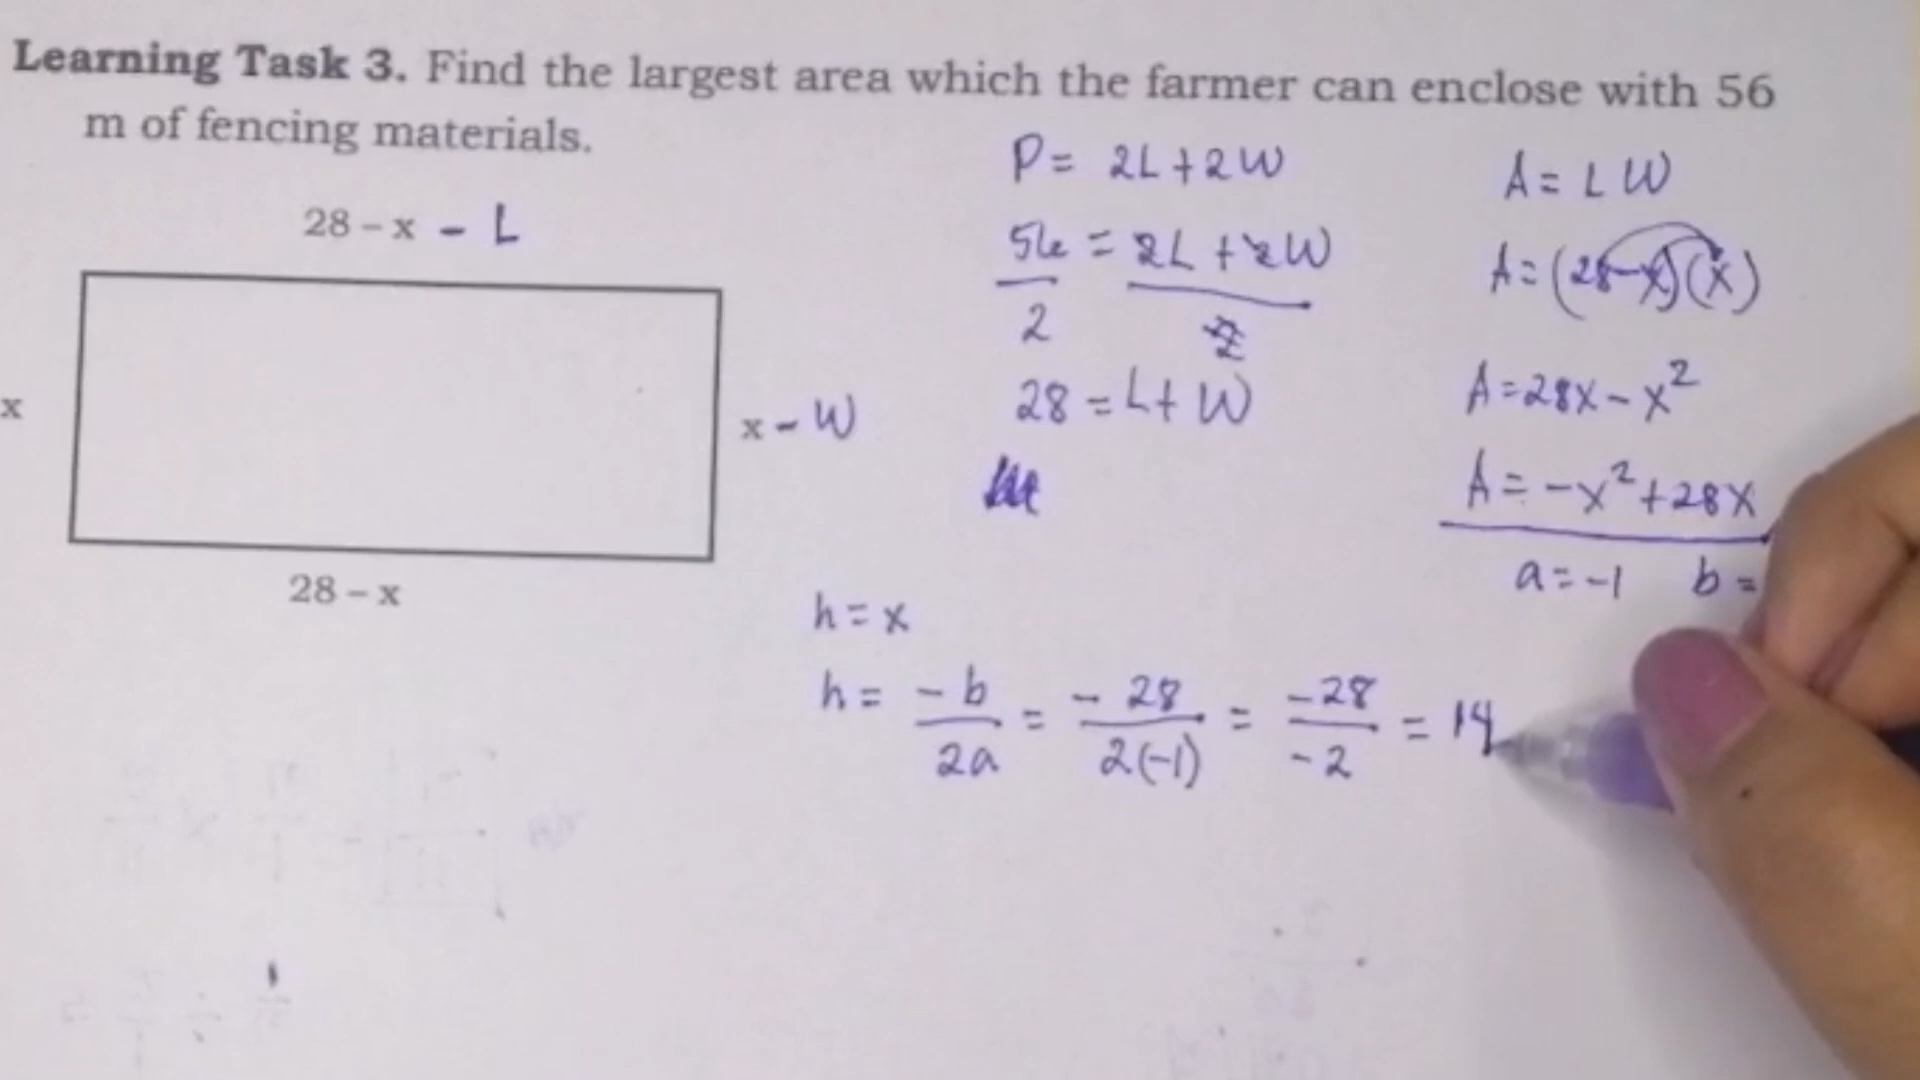 Learning Task 3. Find the largest area which the farmer can enclose with 56
m of fencing materials.
28 – x – L
x
x – W
28 – x
P = 2L + 2W
56/2 = 2L + 2W/2
28 = L + W
A = L W
A = (28 – x)(x)
A = 28x – x²
A = –x² + 28x
a = –1 b =
h = x
h = –b/2a = –28/2(–1) = –28/–2 = 14